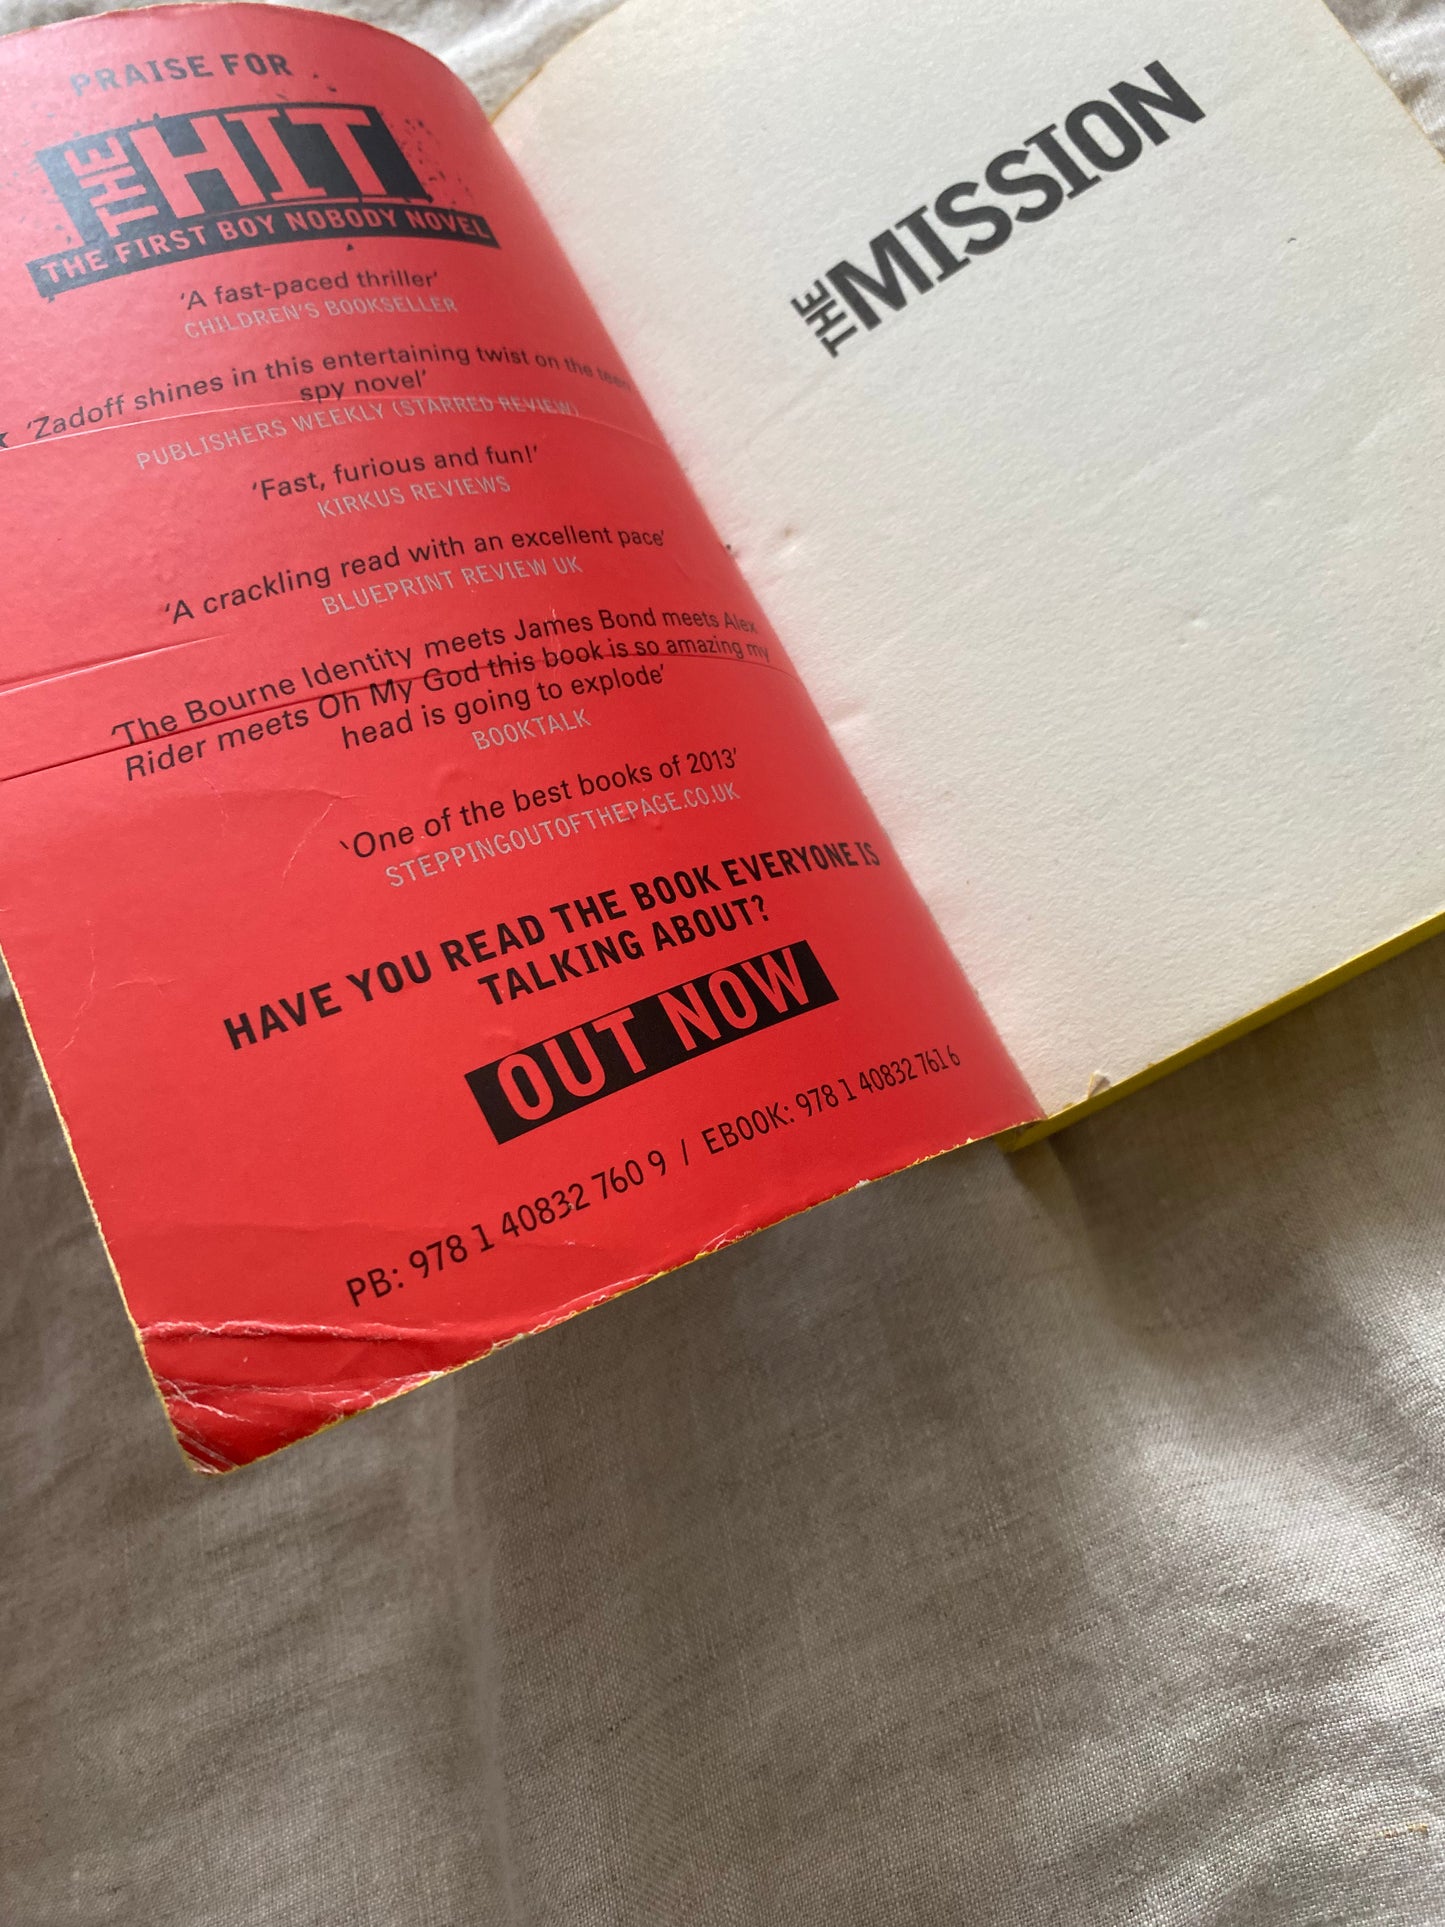 PRAISE FOR
THE HIT
THE FIRST BOY NOBODY NOVEL
'A fast-paced thriller'
CHILDREN'S BOOKSELLER
'Zadoff shines in this entertaining twist on the teen
spy novel'
PUBLISHERS WEEKLY (STARRED REVIEW)
'Fast, furious and fun!'
KIRKUS REVIEWS
'A crackling read with an excellent pace'
BLUEPRINT REVIEW UK
'The Bourne Identity meets James Bond meets Alex
Rider meets Oh My God this book is so amazing my
head is going to explode'
BOOKTALK
'One of the best books of 2013'
STEPPINGOUTOFTHEPAGE.CO.UK
HAVE YOU READ THE BOOK EVERYONE IS
TALKING ABOUT?
OUT NOW
PB: 978 1 40832 760 9 / EBOOK: 978 1 40832 761 6
THE MISSION